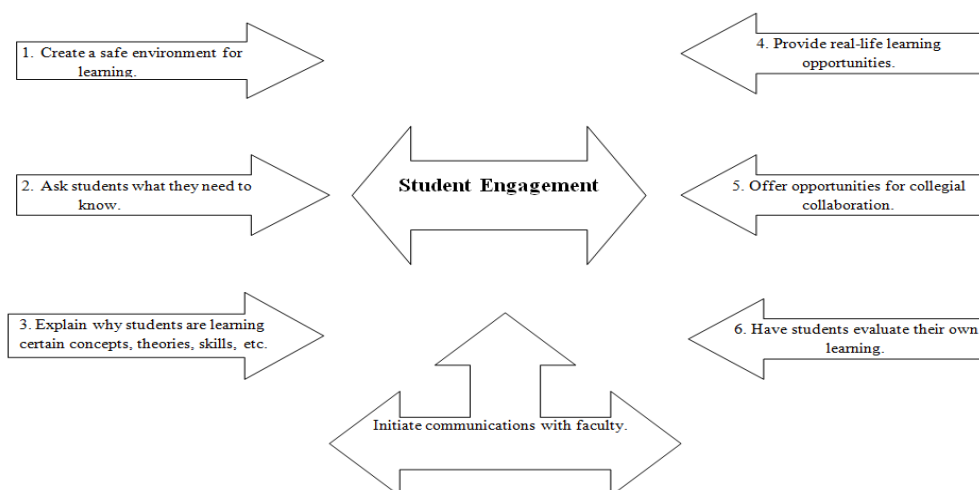 1. Create a safe environment for
learning.
4. Provide real-life learning
opportunities.
2. Ask students what they need to
know.
Student Engagement
5. Offer opportunities for collegial
collaboration.
3. Explain why students are learning
certain concepts, theories, skills, etc.
6. Have students evaluate their own
learning.
Initiate communications with faculty.